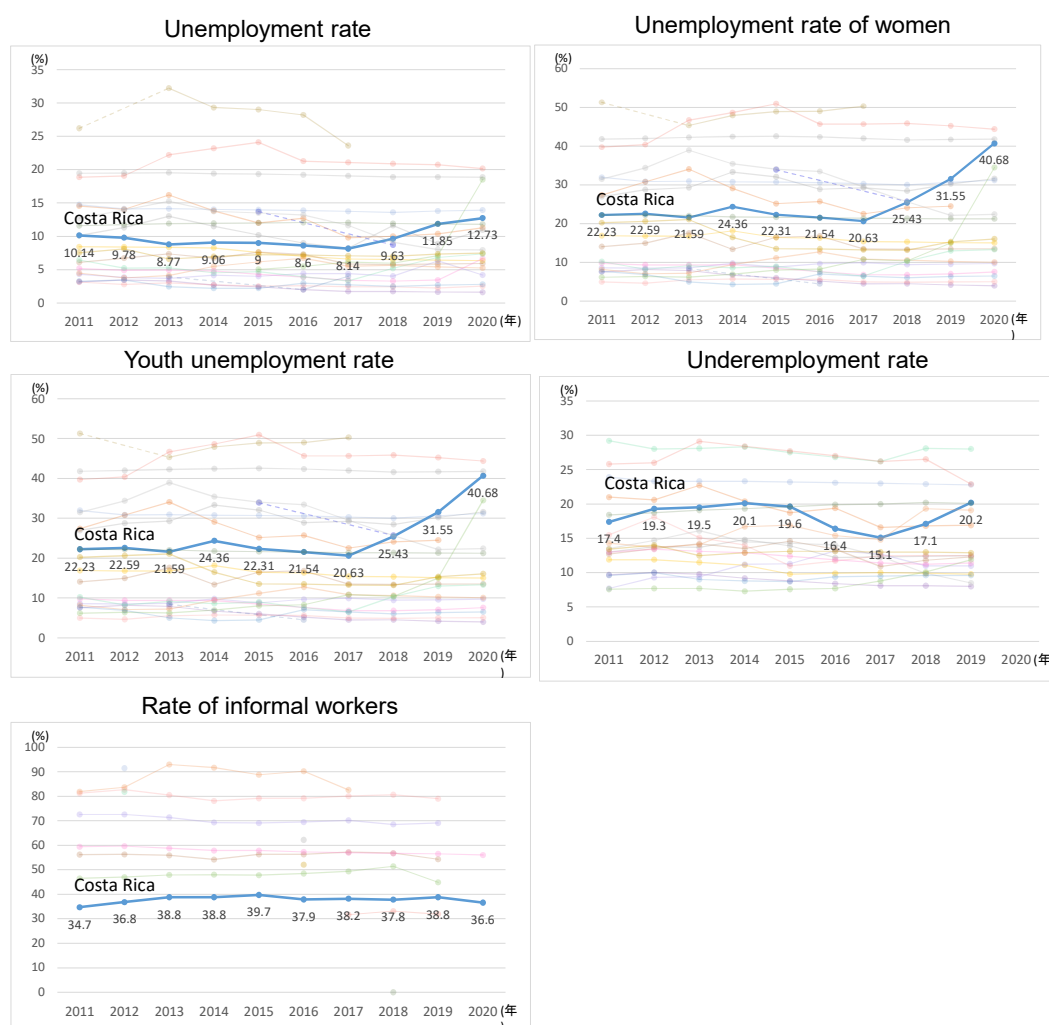 Unemployment rate
(%)
35
30
25
20
15
10
5
0
Costa Rica
10.14 9.78 8.77 9.06 9 8.6 8.14 9.63 11.85 12.73
2011 2012 2013 2014 2015 2016 2017 2018 2019 2020 (年)
Unemployment rate of women
(%)
60
50
40
30
20
10
0
Costa Rica
22.23 22.59 21.59 24.36 22.31 21.54 20.63 25.43 31.55 40.68
2011 2012 2013 2014 2015 2016 2017 2018 2019 2020 (年
)
Youth unemployment rate
(%)
60
50
40
30
20
10
0
Costa Rica
22.23 22.59 21.59 24.36 22.31 21.54 20.63 25.43 31.55 40.68
2011 2012 2013 2014 2015 2016 2017 2018 2019 2020 (年
)
Underemployment rate
(%)
35
30
25
20
15
10
5
0
Costa Rica
17.4 19.3 19.5 20.1 19.6 16.4 15.1 17.1 20.2
2011 2012 2013 2014 2015 2016 2017 2018 2019 2020 (年)
Rate of informal workers
(%)
100
90
80
70
60
50
40
30
20
10
0
Costa Rica
34.7 36.8 38.8 38.8 39.7 37.9 38.2 37.8 38.8 36.6
2011 2012 2013 2014 2015 2016 2017 2018 2019 2020 (年)